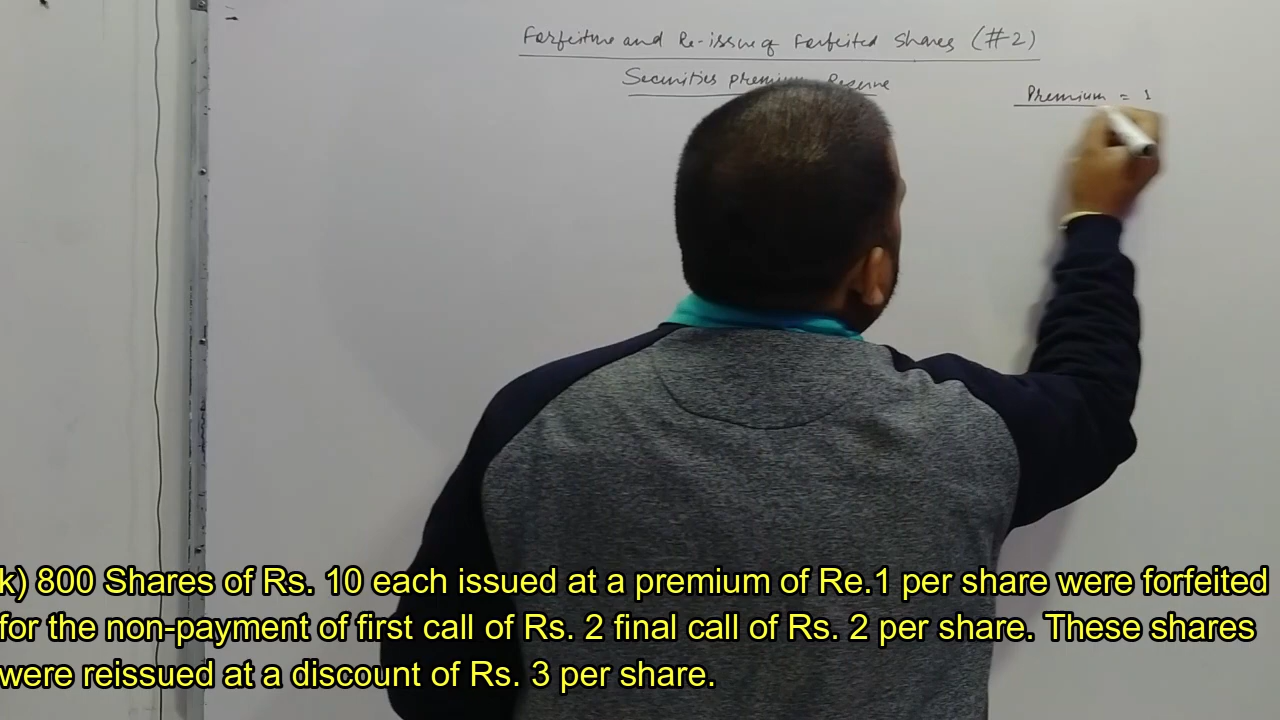 Forfeiture and Re-issue of Forfeited Shares (#2)
Securities premium Reserve
Premium = 1
k) 800 Shares of Rs. 10 each issued at a premium of Re.1 per share were forfeited
for the non-payment of first call of Rs. 2 final call of Rs. 2 per share. These shares
were reissued at a discount of Rs. 3 per share.